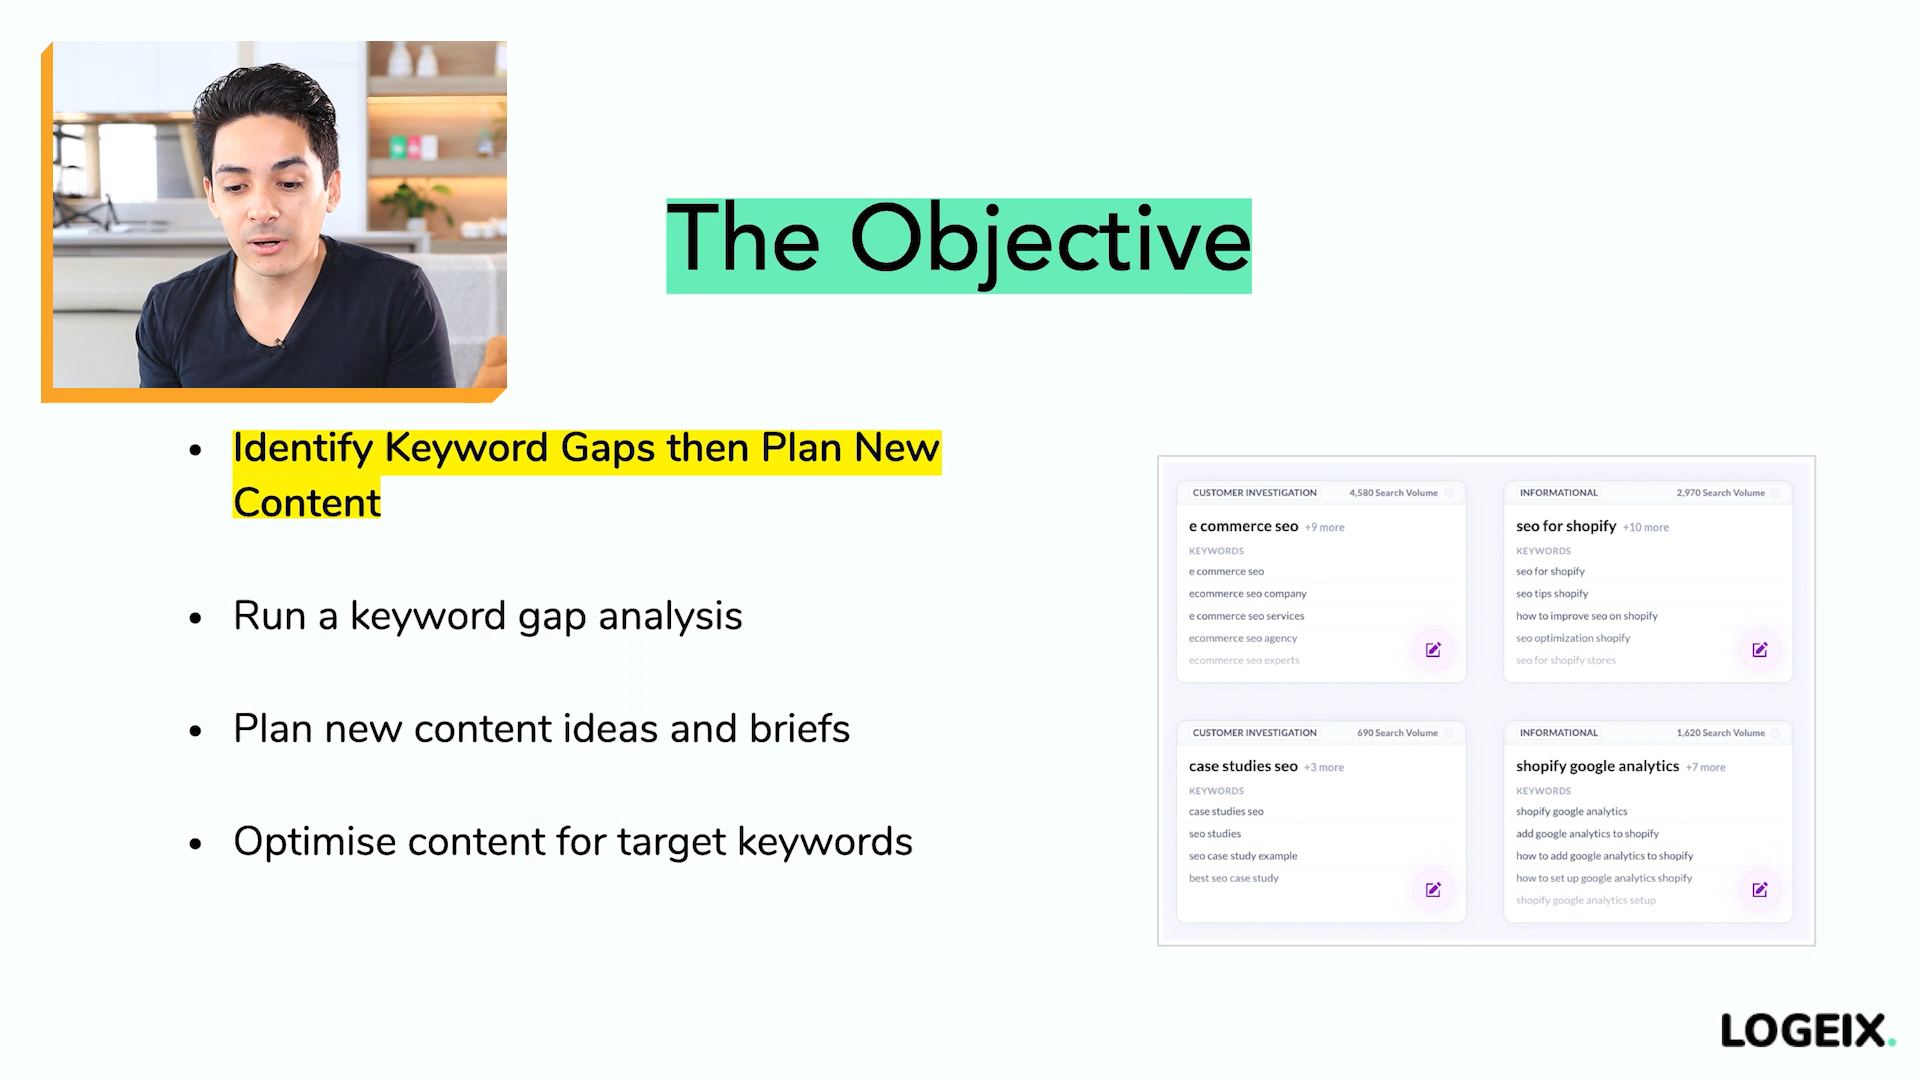 The Objective
• Identify Keyword Gaps then Plan New
Content
• Run a keyword gap analysis
• Plan new content ideas and briefs
• Optimise content for target keywords
CUSTOMER INVESTIGATION 4,580 Search Volume
e commerce seo +9 more
KEYWORDS
e commerce seo
ecommerce seo company
e commerce seo services
ecommerce seo agency
ecommerce seo experts
INFORMATIONAL 2,970 Search Volume
seo for shopify +10 more
KEYWORDS
seo for shopify
seo tips shopify
how to improve seo on shopify
seo optimization shopify
seo for shopify stores
CUSTOMER INVESTIGATION 690 Search Volume
case studies seo +3 more
KEYWORDS
case studies seo
seo studies
seo case study example
best seo case study
INFORMATIONAL 1,620 Search Volume
shopify google analytics +7 more
KEYWORDS
shopify google analytics
add google analytics to shopify
how to add google analytics to shopify
how to set up google analytics shopify
shopify google analytics setup
LOGEIX.